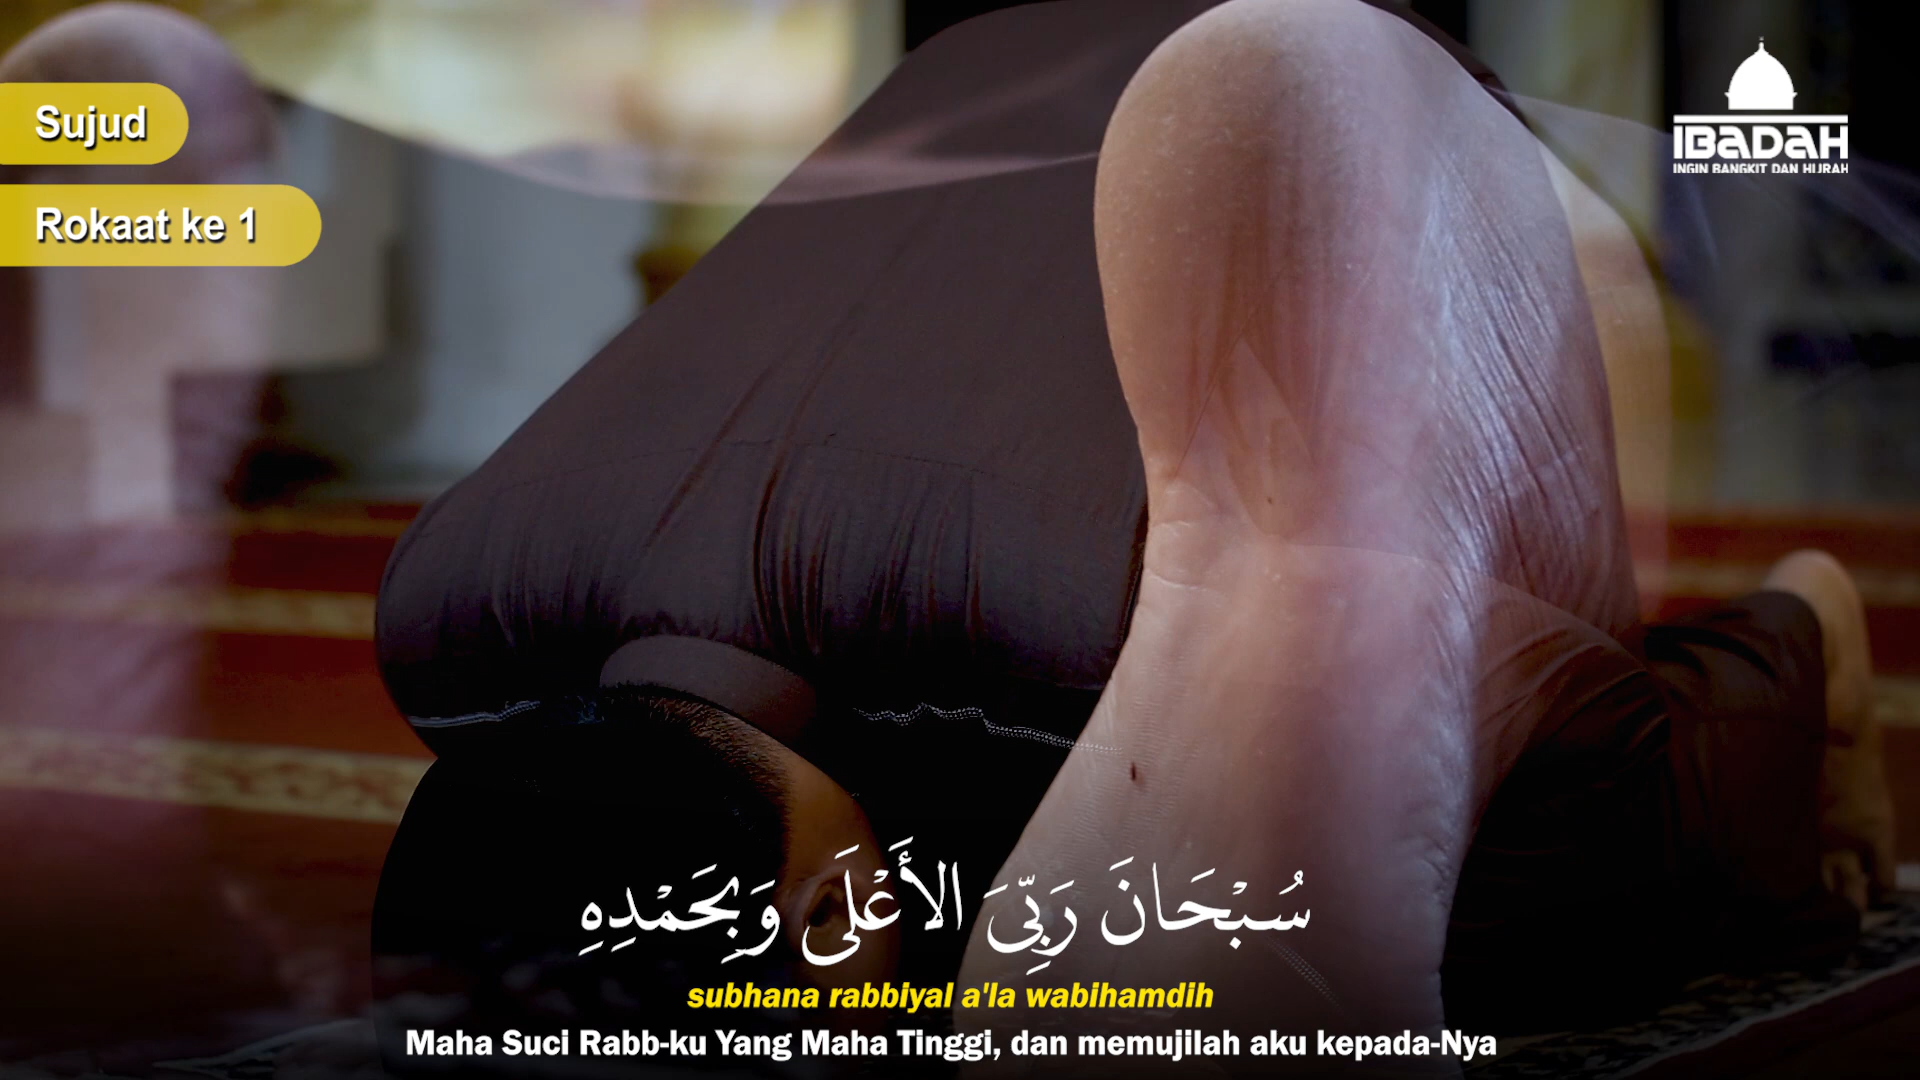 Sujud
Rokaat ke 1
IBADAH
INGIN BANGKIT DAN HIJRAH
سُبْحَانَ رَبِّيَ الأَعْلَى وَبِحَمْدِهِ
subhana rabbiyal a'la wabihamdih
Maha Suci Rabb-ku Yang Maha Tinggi, dan memujilah aku kepada-Nya